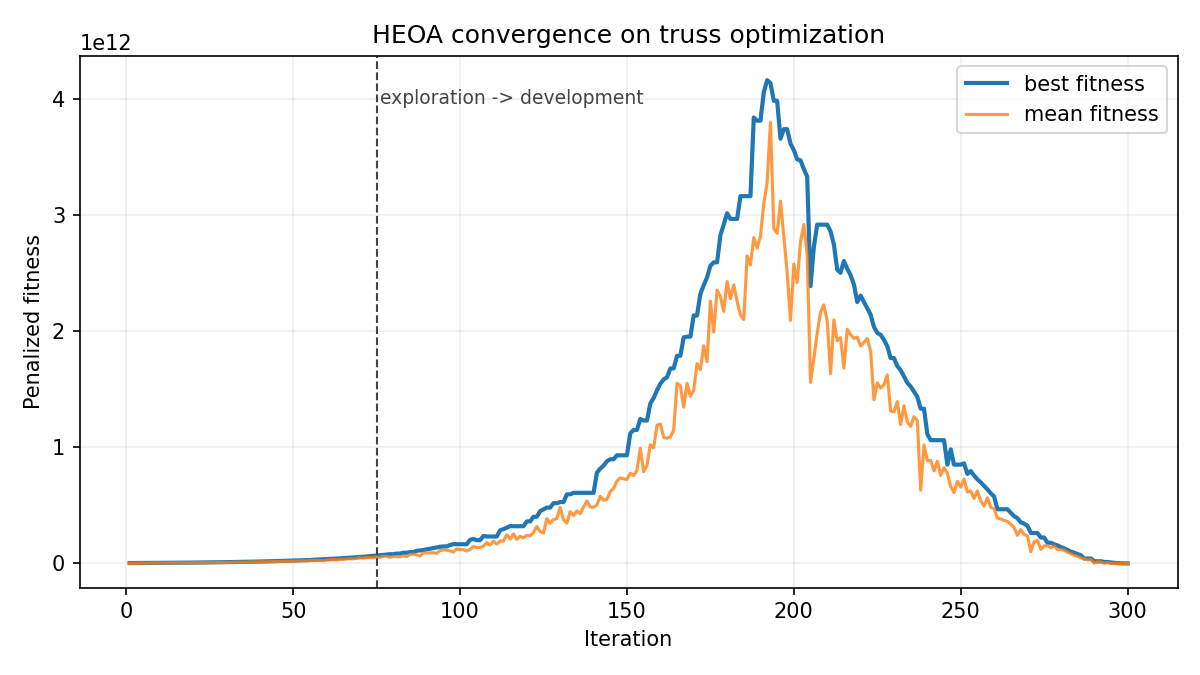 HEOA convergence on truss optimization
1e12
exploration -> development
best fitness
mean fitness
4
3
2
1
0
Penalized fitness
0 50 100 150 200 250 300
Iteration